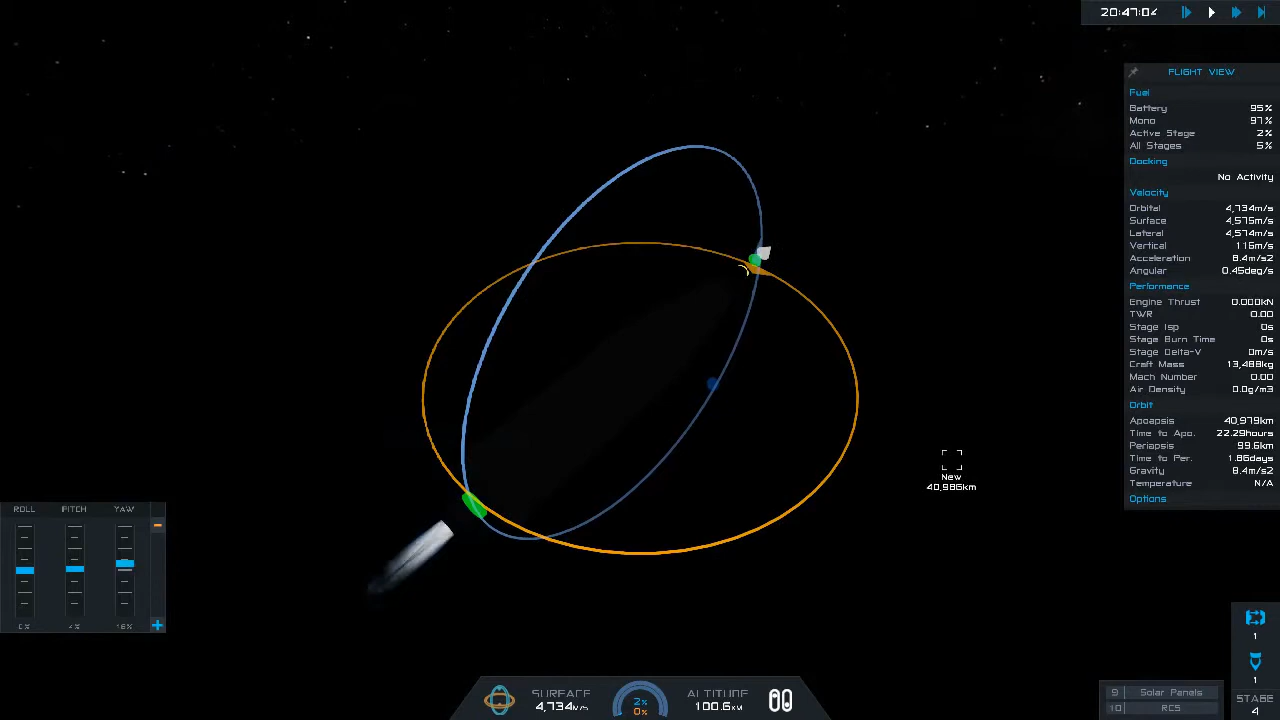 20:47:04
FLIGHT VIEW
Fuel
Battery 95%
Mono 97%
Active Stage 2%
All Stages 5%
Docking
No Activity
Velocity
Orbital 4,734m/s
Surface 4,575m/s
Lateral 4,574m/s
Vertical 116m/s
Acceleration 8.4m/s2
Angular 0.45deg/s
Performance
Engine Thrust 0.000kN
TWR 0.00
Stage Isp 0s
Stage Burn Time 0s
Stage Delta-V 0m/s
Craft Mass 13,488kg
Mach Number 0.00
Air Density 0.0g/m3
Orbit
Apoapsis 40,979km
Time to Apo. 22.29hours
Periapsis 99.6km
Time to Per. 1.86days
Gravity 8.4m/s2
Temperature N/A
Options
New
40,986km
ROLL PITCH YAW
0% 4% 16%
SURFACE
4,734m/s
2%
0%
ALTITUDE
100.6km
9 Solar Panels
10 RCS
1
1
STAGE
4